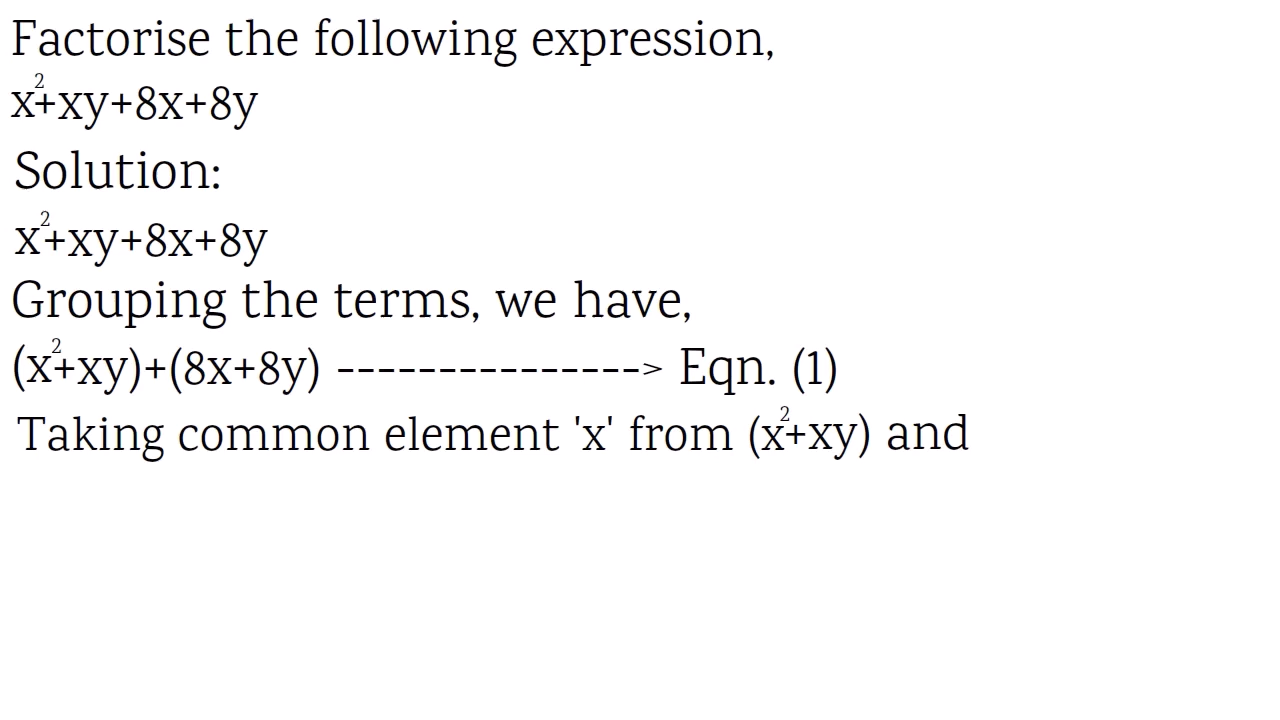 Factorise the following expression,
x²+xy+8x+8y
Solution:
x²+xy+8x+8y
Grouping the terms, we have,
(x²+xy)+(8x+8y) ---------------> Eqn. (1)
Taking common element 'x' from (x²+xy) and